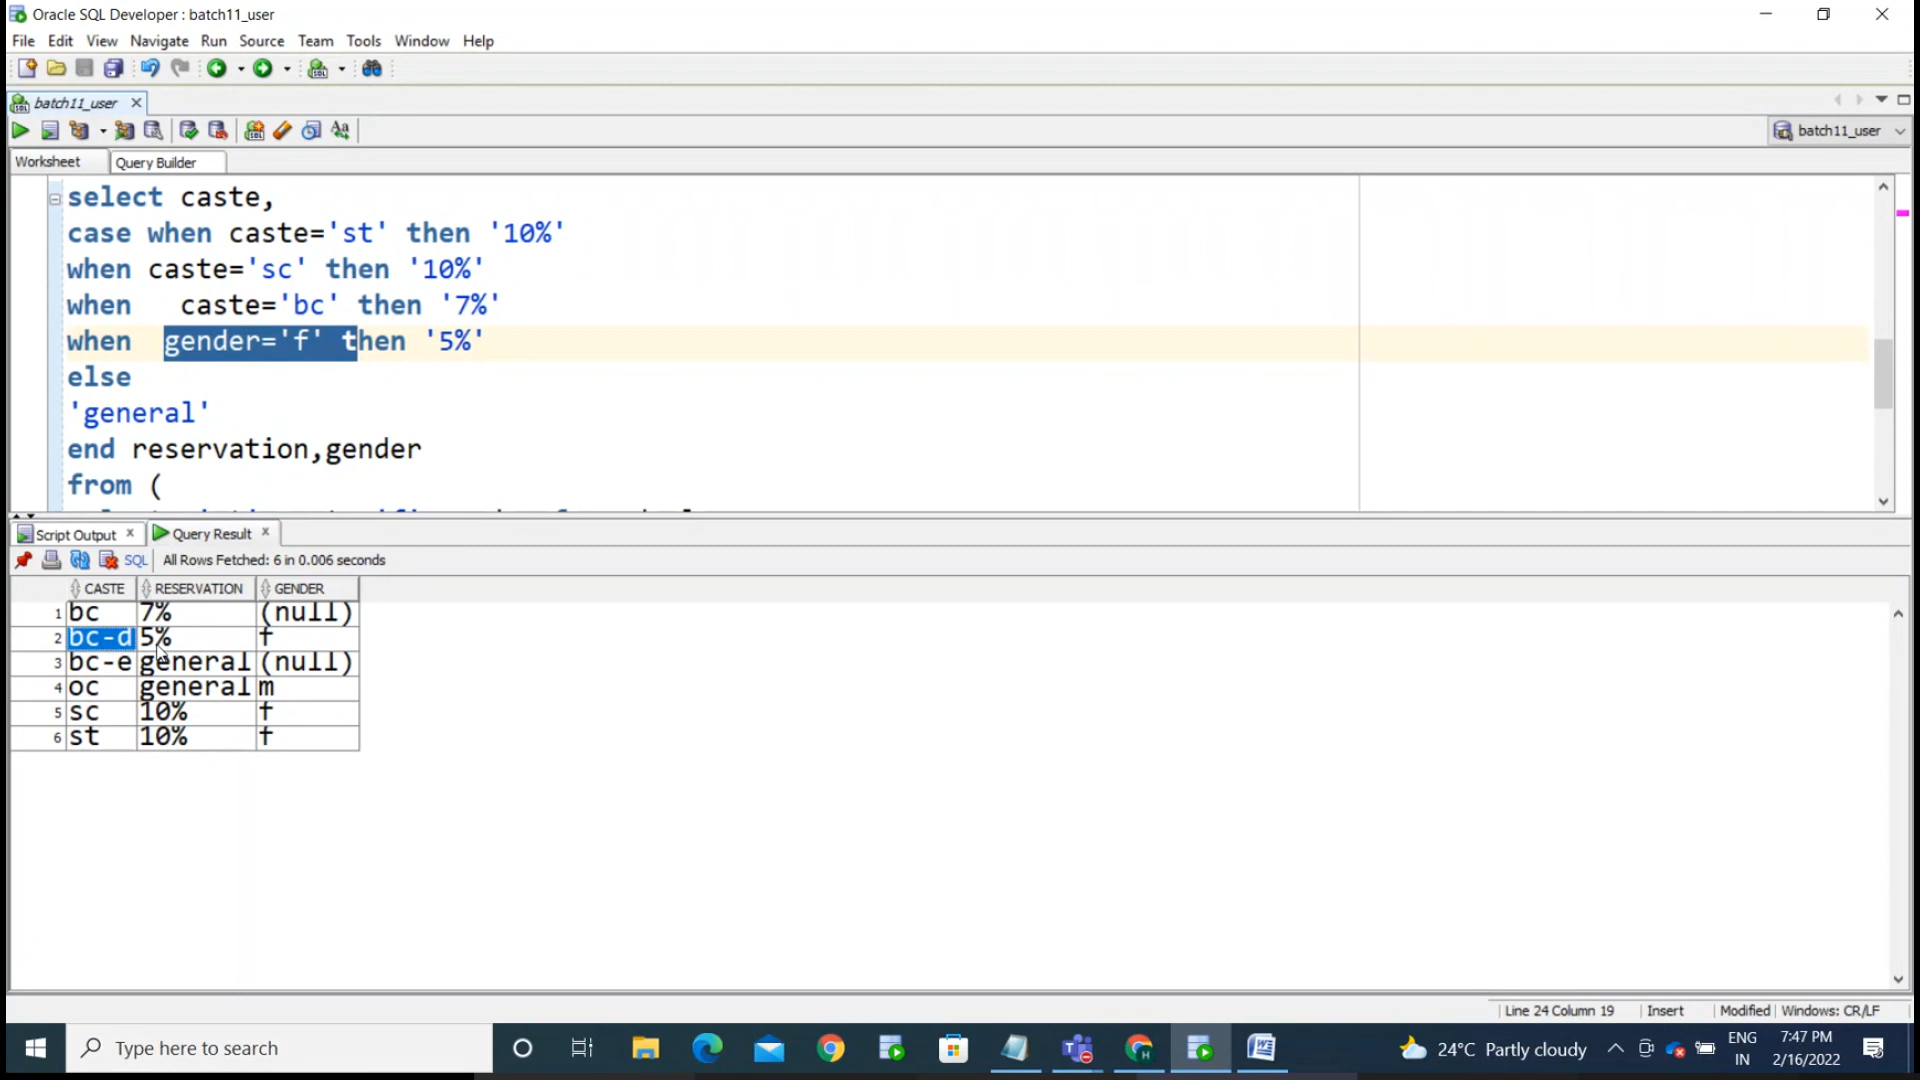 Oracle SQL Developer : batch11_user
File Edit View Navigate Run Source Team Tools Window Help
batch11_user
batch11_user
Worksheet Query Builder
select caste,
case when caste='st' then '10%'
when caste='sc' then '10%'
when caste='bc' then '7%'
when gender='f' then '5%'
else
'general'
end reservation,gender
from (
Script Output Query Result
SQL All Rows Fetched: 6 in 0.006 seconds
CASTE RESERVATION GENDER
1 bc 7% (null)
2 bc-d 5% f
3 bc-e general (null)
4 oc general m
5 sc 10% f
6 st 10% f
Line 24 Column 19 Insert Modified Windows: CR/LF
Type here to search
24°C Partly cloudy
ENG
IN
7:47 PM
2/16/2022